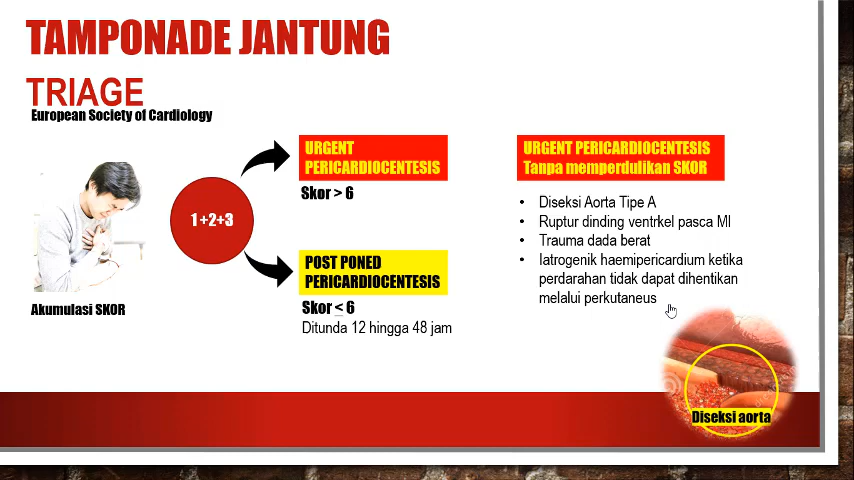 TAMPONADE JANTUNG
TRIAGE
European Society of Cardiology
1+2+3
Akumulasi SKOR
URGENT
PERICARDIOCENTESIS
Skor > 6
POST PONED
PERICARDIOCENTESIS
Skor < 6
Ditunda 12 hingga 48 jam
URGENT PERICARDIOCENTESIS
Tanpa memperdulikan SKOR
• Diseksi Aorta Tipe A
• Ruptur dinding ventrkel pasca MI
• Trauma dada berat
• Iatrogenik haemipericardium ketika
perdarahan tidak dapat dihentikan
melalui perkutaneus
Diseksi aorta